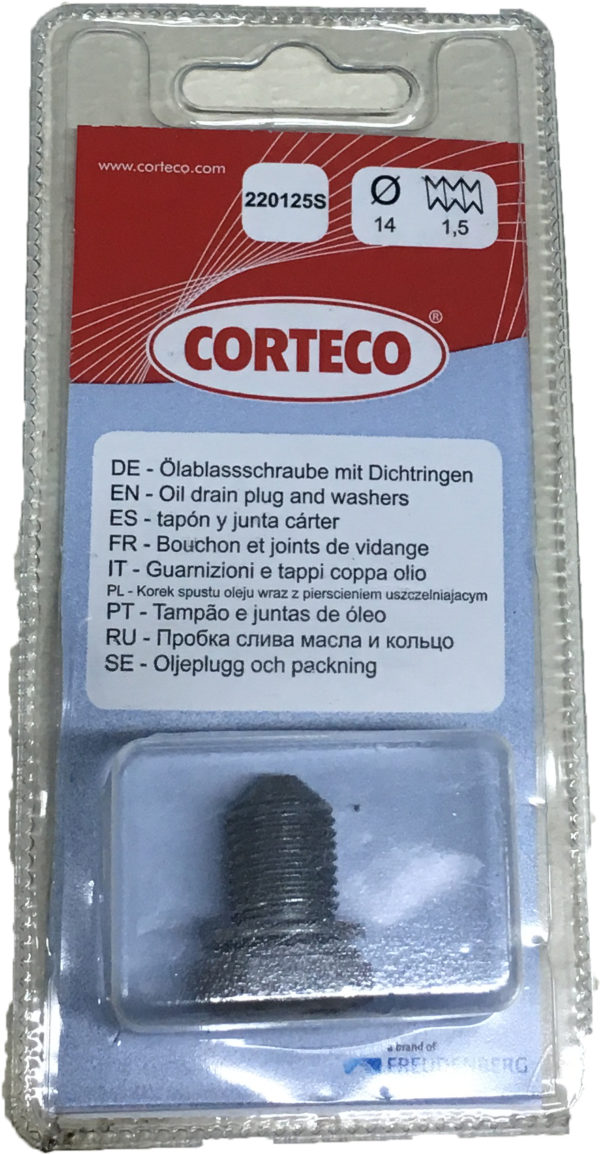 www.corteco.com
220125S
Ø
14 1,5
CORTECO®
DE - Ölablassschraube mit Dichtringen
EN - Oil drain plug and washers
ES - tapón y junta cárter
FR - Bouchon et joints de vidange
IT - Guarnizioni e tappi coppa olio
PL - Korek spustu oleju wraz z pierscieniem uszczelniajacym
PT - Tampão e juntas de óleo
RU - Пробка слива масла и кольцо
SE - Oljeplugg och packning
a brand of
FREUDENBERG